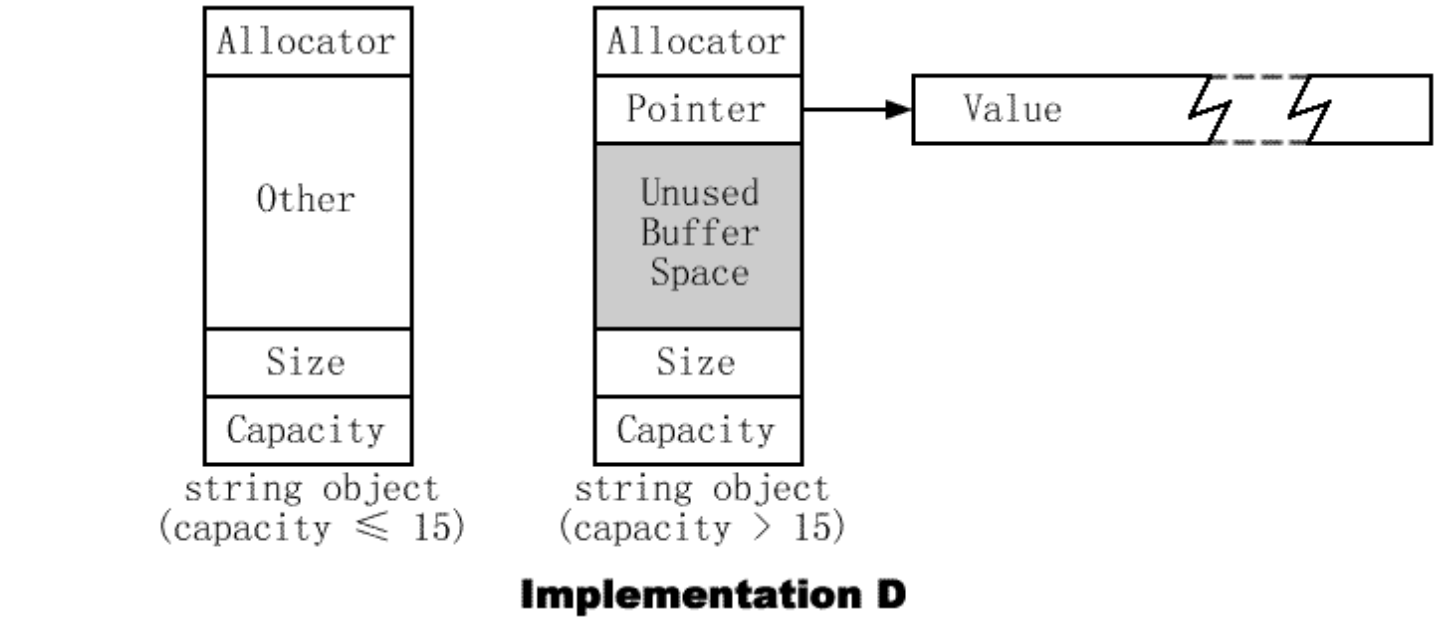 Allocator
Other
Size
Capacity
string object
(capacity ≤ 15)
Allocator
Pointer
Unused
Buffer
Space
Size
Capacity
string object
(capacity > 15)
Value
Implementation D